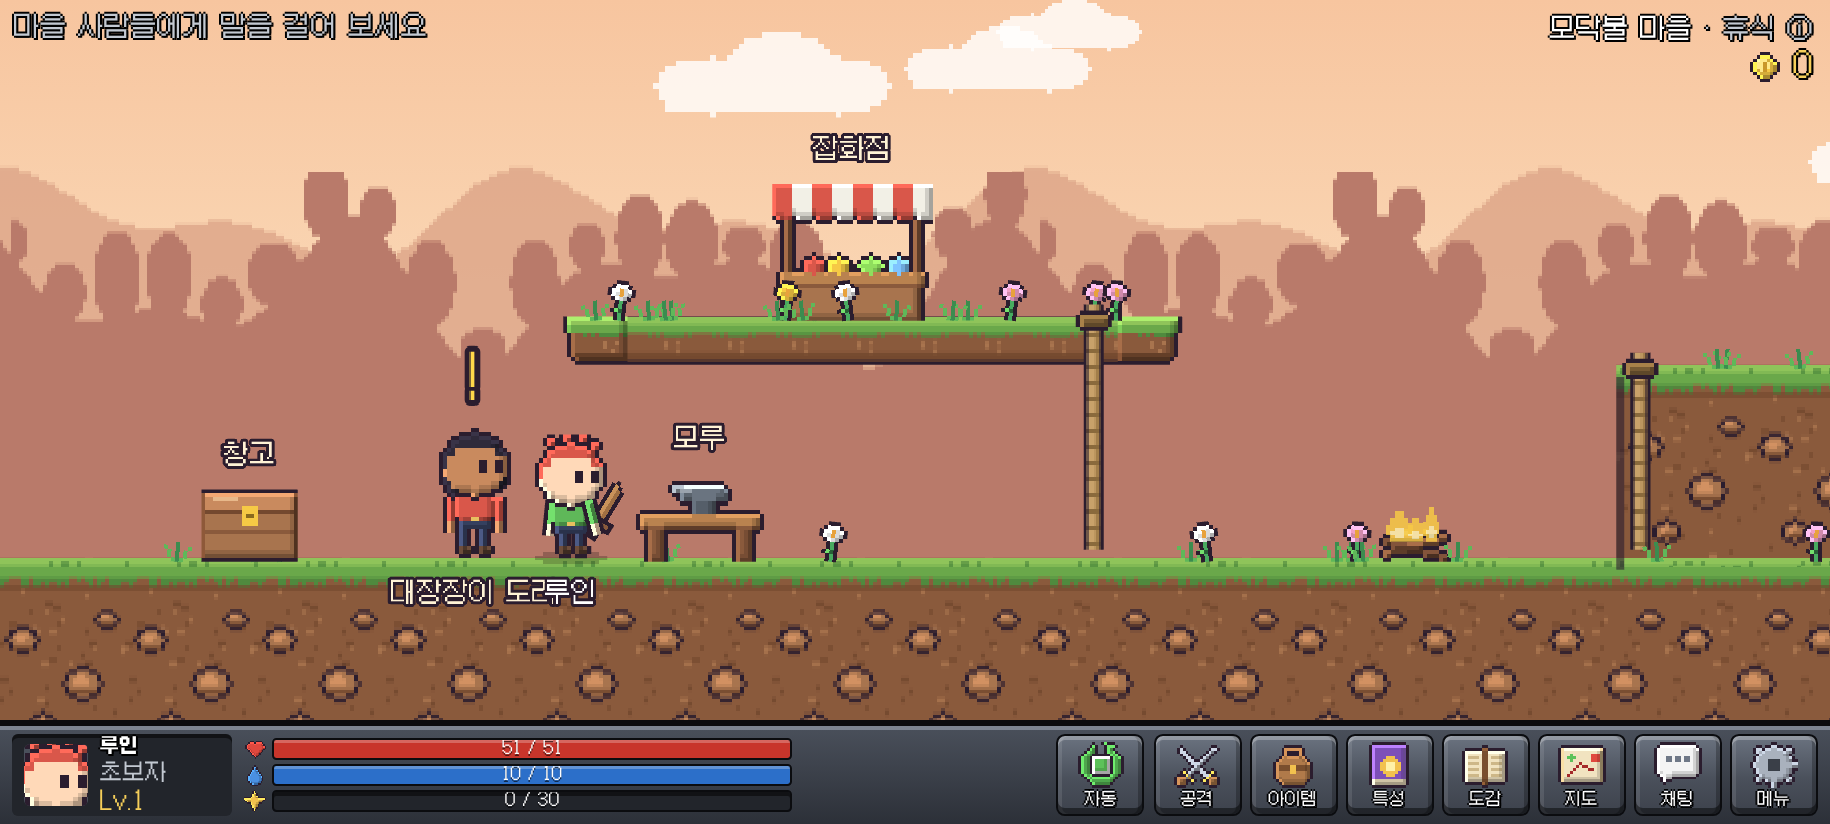 마을 사람들에게 말을 걸어 보세요
모닥불 마을 · 휴식 ①
0
잡화점
창고
모루
대장장이 도
루인
루인
초보자
Lv.1
51 / 51
10 / 10
0 / 30
자동
공격
아이템
특성
도감
지도
채팅
메뉴